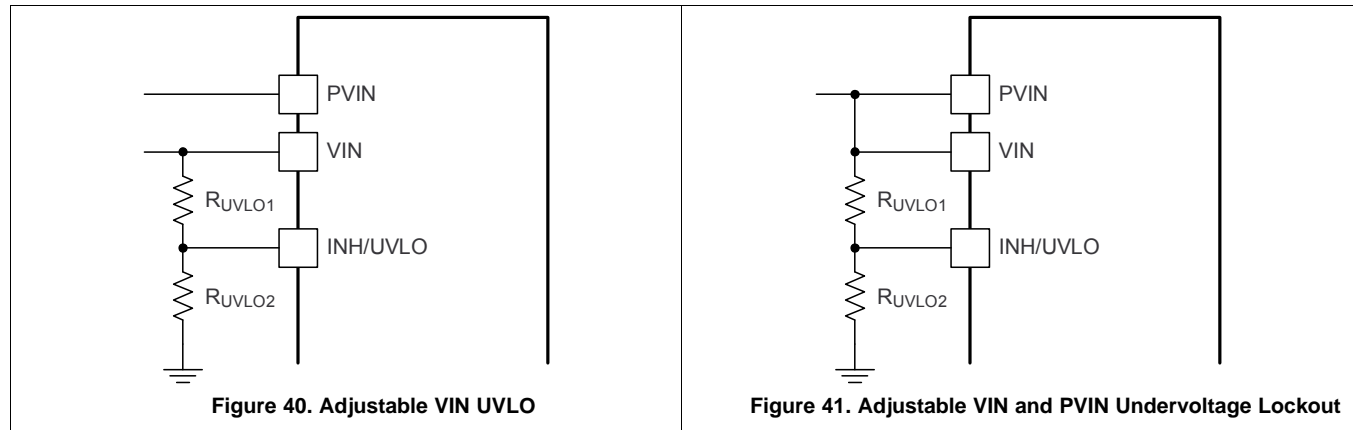 PVIN
VIN
RUVLO1
INH/UVLO
RUVLO2
Figure 40. Adjustable VIN UVLO
PVIN
VIN
RUVLO1
INH/UVLO
RUVLO2
Figure 41. Adjustable VIN and PVIN Undervoltage Lockout